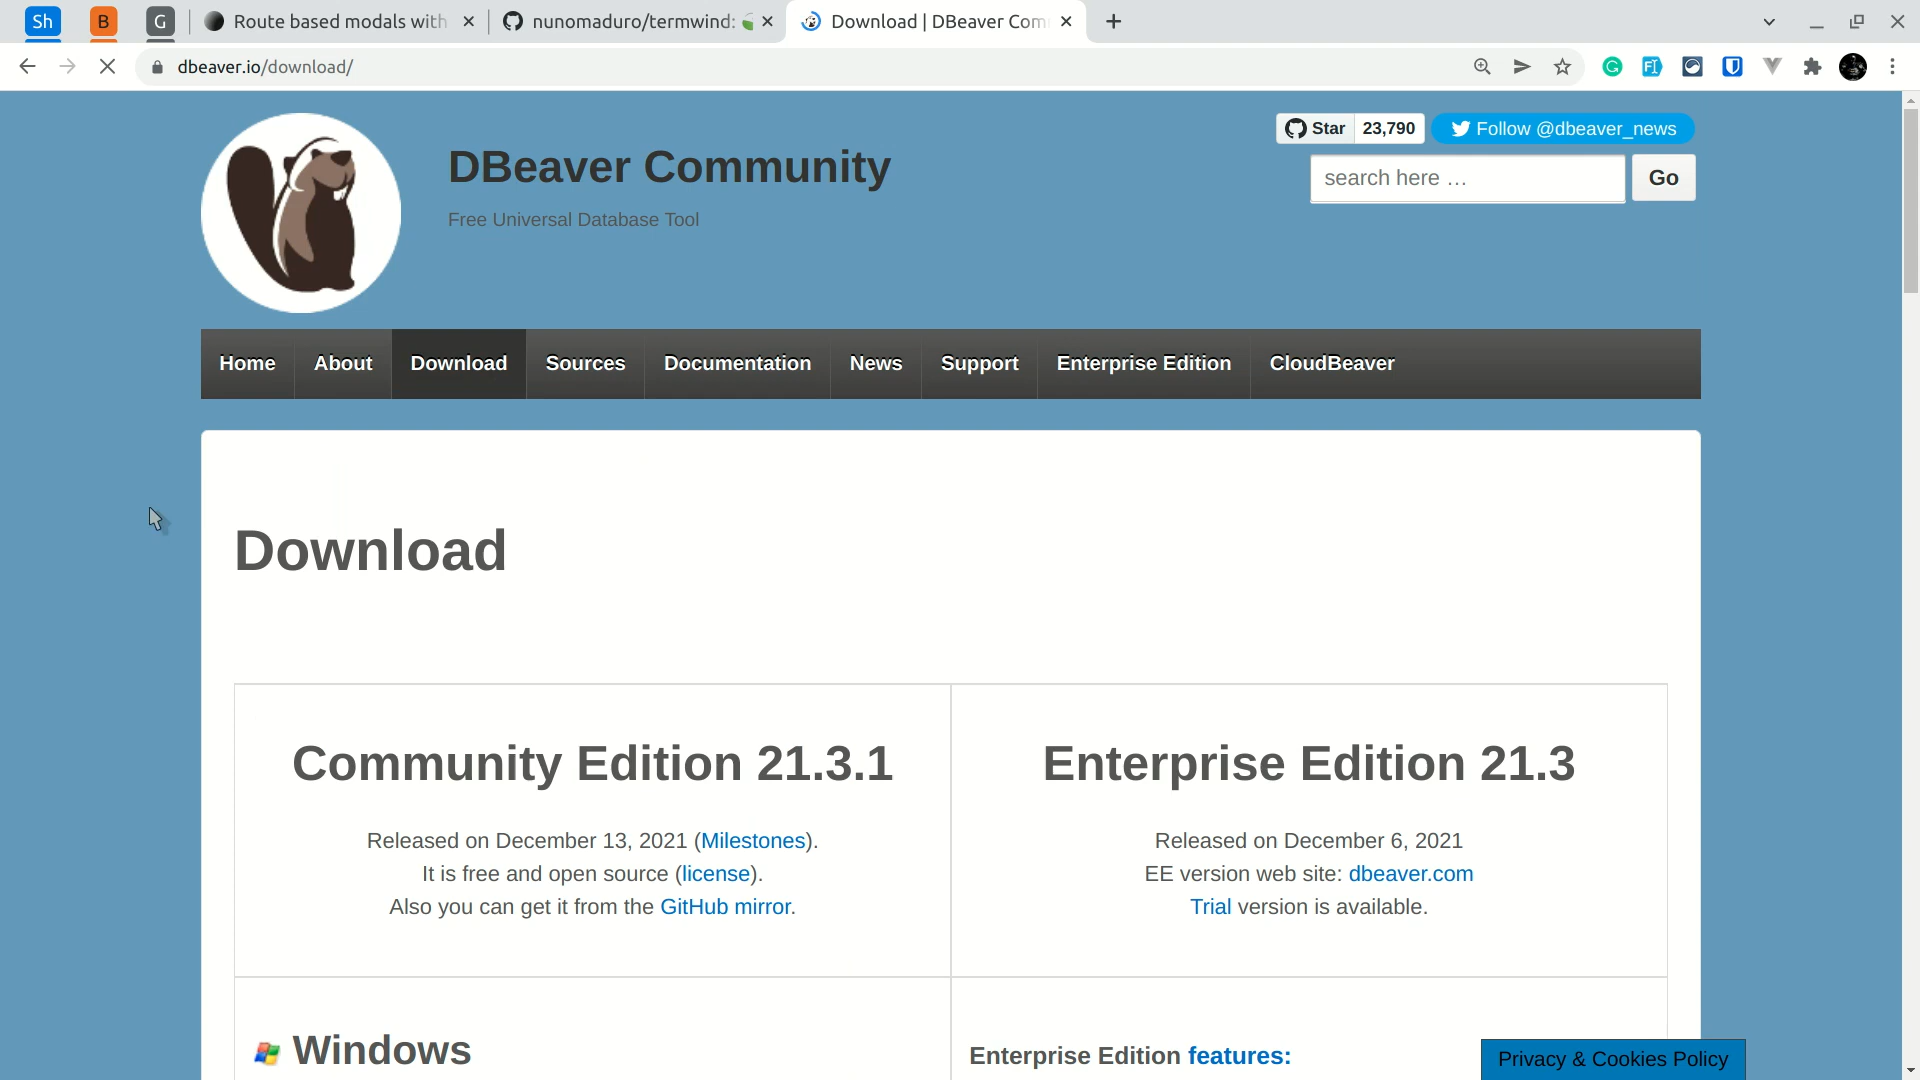 Sh
B
G
Route based modals with
nunomaduro/termwind:
Download | DBeaver Com
dbeaver.io/download/
Star 23,790
Follow @dbeaver_news
DBeaver Community
search here …
Go
Free Universal Database Tool
Home
About
Download
Sources
Documentation
News
Support
Enterprise Edition
CloudBeaver
Download
Community Edition 21.3.1
Released on December 13, 2021 (Milestones).
It is free and open source (license).
Also you can get it from the GitHub mirror.
Enterprise Edition 21.3
Released on December 6, 2021
EE version web site: dbeaver.com
Trial version is available.
Windows
Enterprise Edition features:
Privacy & Cookies Policy